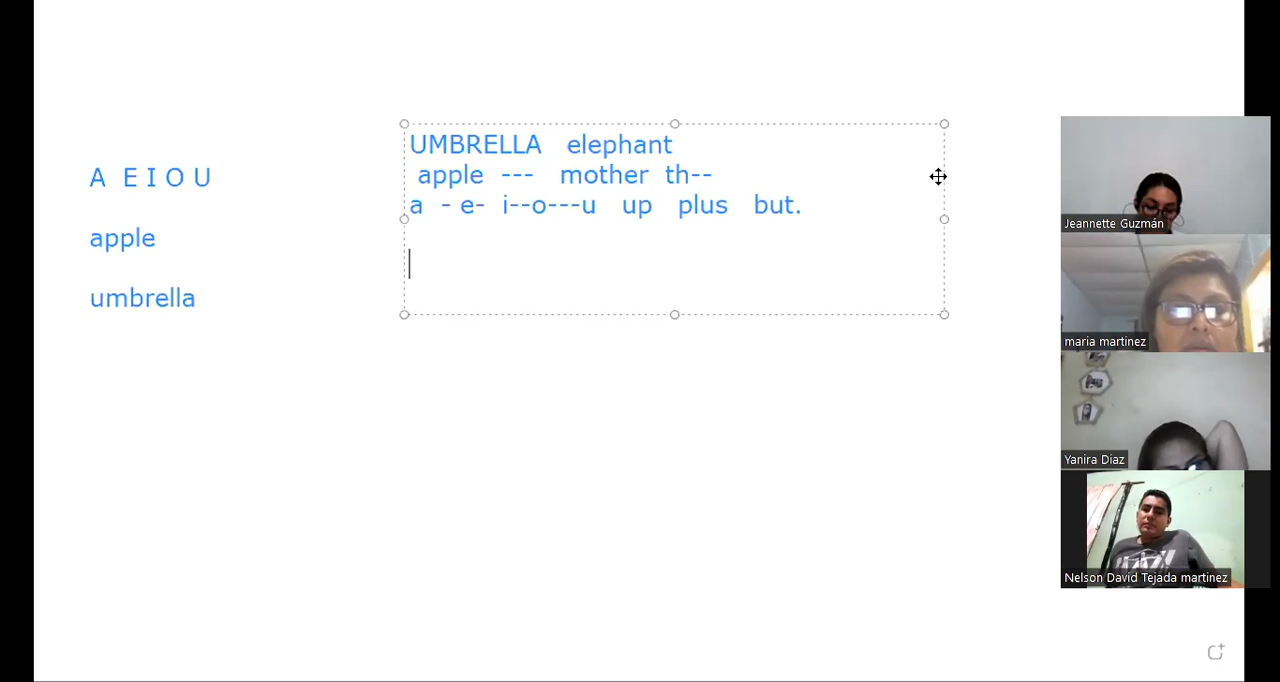 A E I O U
apple
umbrella
UMBRELLA elephant
apple --- mother th--
a - e- i--o---u up plus but.
Jeannette Guzmán
maria martinez
Yanira Diaz
Nelson David Tejada martinez